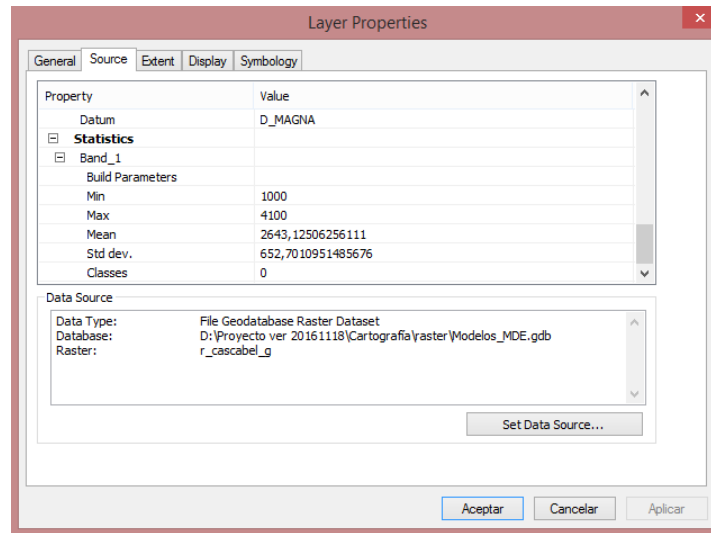 Layer Properties
General Source Extent Display Symbology
Property Value
Datum D_MAGNA
Statistics
Band_1
Build Parameters
Min 1000
Max 4100
Mean 2643,12506256111
Std dev. 652,7010951485676
Classes 0
Data Source
Data Type: File Geodatabase Raster Dataset
Database: D:\Proyecto ver 20161118\Cartografía\raster\Modelos_MDE.gdb
Raster: r_cascabel_g
Set Data Source...
Aceptar Cancelar Aplicar